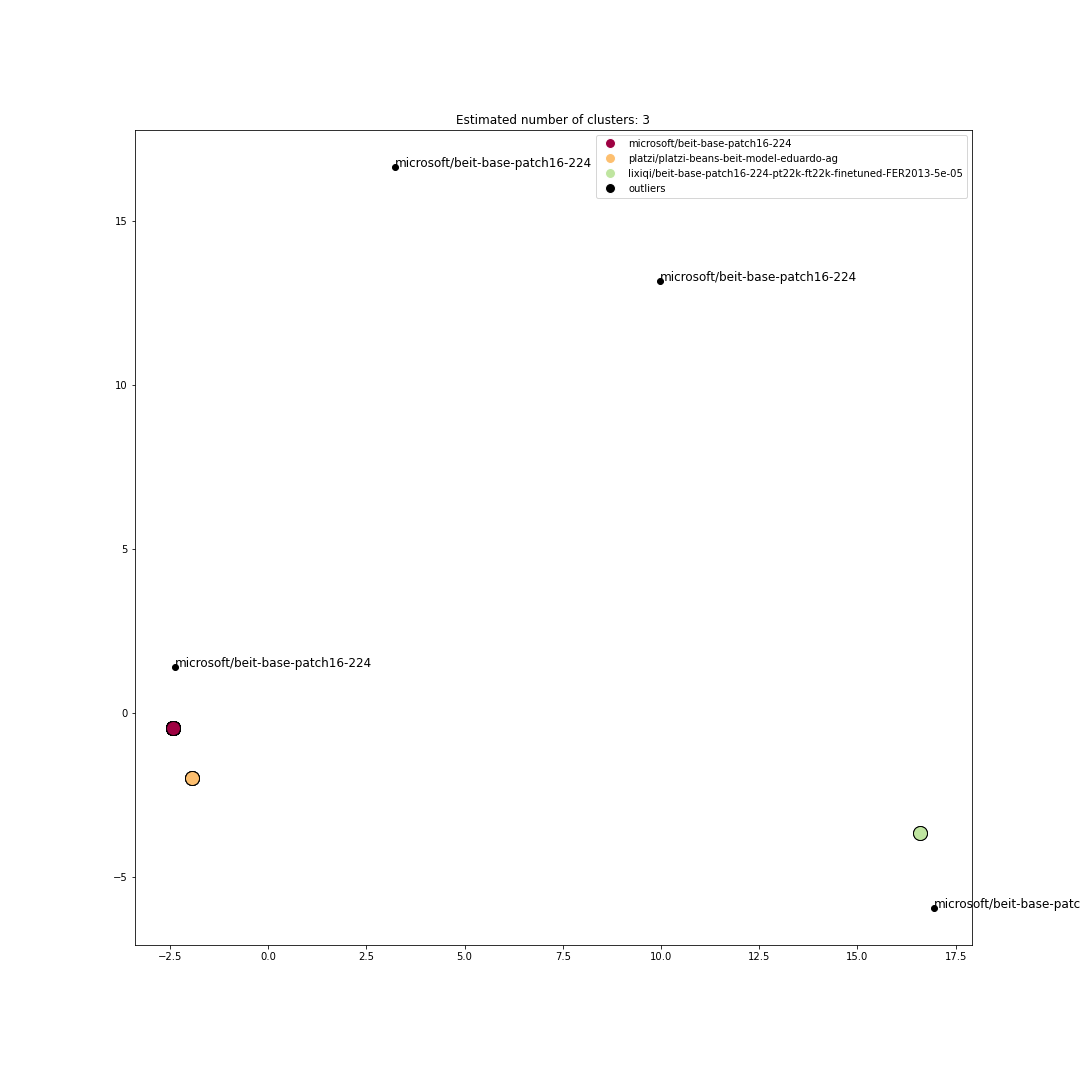 Estimated number of clusters: 3
microsoft/beit-base-patch16-224
microsoft/beit-base-patch16-224
platzi/platzi-beans-beit-model-eduardo-ag
lixiqi/beit-base-patch16-224-pt22k-ft22k-finetuned-FER2013-5e-05
outliers
15
microsoft/beit-base-patch16-224
10
5
microsoft/beit-base-patch16-224
0
−5
microsoft/beit-base-patc
−2.5 0.0 2.5 5.0 7.5 10.0 12.5 15.0 17.5